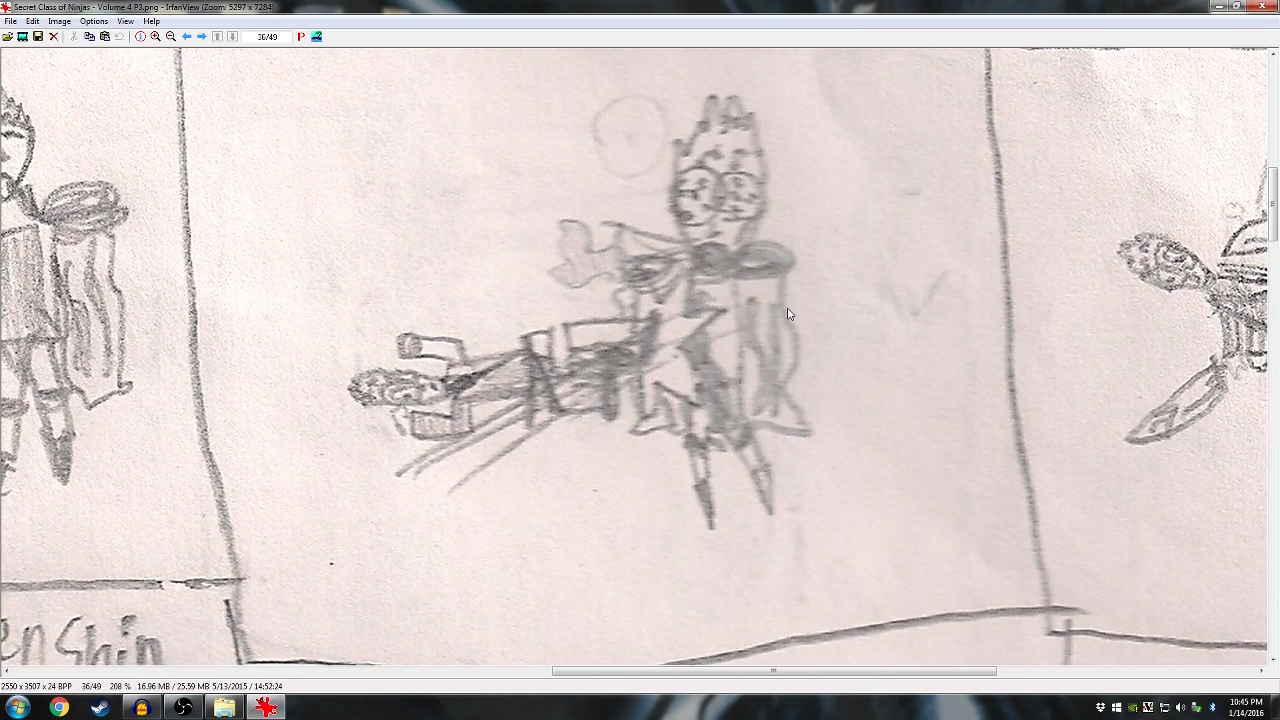 Secret Class of Ninjas - Volume 4 P3.png - IrfanView (Zoom: 5297 x 7284)
File Edit Image Options View Help
36/49
enShin
2550 x 3507 x 24 BPP 36/49 208 % 16.96 MB / 25.59 MB 5/13/2015 / 14:52:24
10:45 PM
1/14/2016